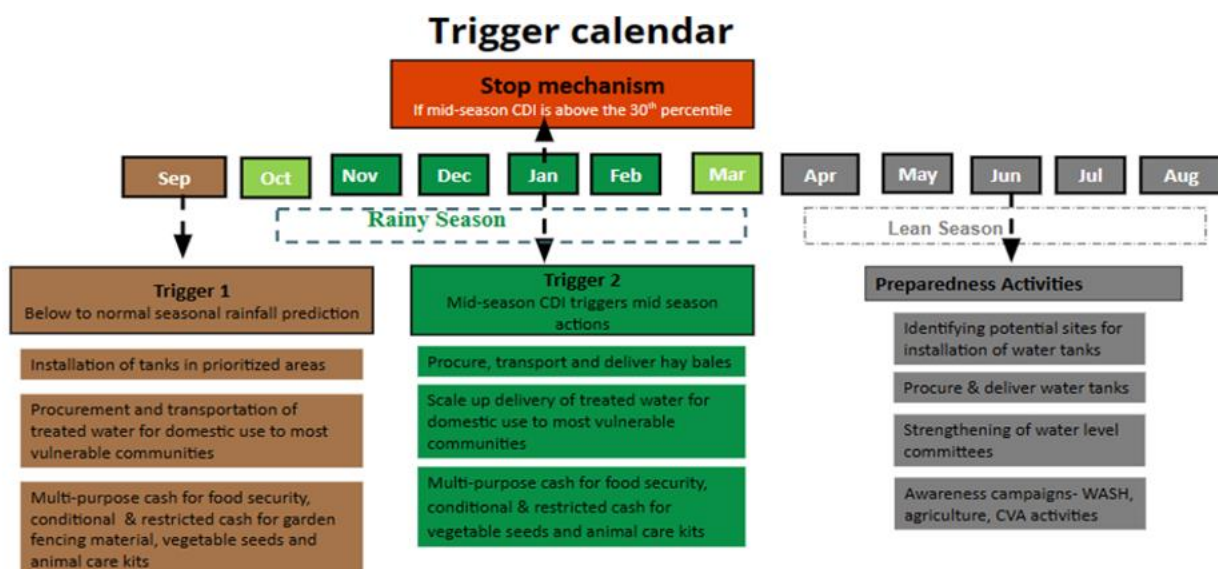 Trigger calendar
Stop mechanism
If mid-season CDI is above the 30th percentile
Sep
Oct
Nov
Dec
Jan
Feb
Mar
Apr
May
Jun
Jul
Aug
Rainy Season
Lean Season
Trigger 1
Below to normal seasonal rainfall prediction
Installation of tanks in prioritized areas
Procurement and transportation of
treated water for domestic use to most
vulnerable communities
Multi-purpose cash for food security,
conditional & restricted cash for garden
fencing material, vegetable seeds and
animal care kits
Trigger 2
Mid-season CDI triggers mid season
actions
Procure, transport and deliver hay bales
Scale up delivery of treated water for
domestic use to most vulnerable
communities
Multi-purpose cash for food security,
conditional & restricted cash for
vegetable seeds and animal care kits
Preparedness Activities
Identifying potential sites for
installation of water tanks
Procure & deliver water tanks
Strengthening of water level
committees
Awareness campaigns- WASH,
agriculture, CVA activities